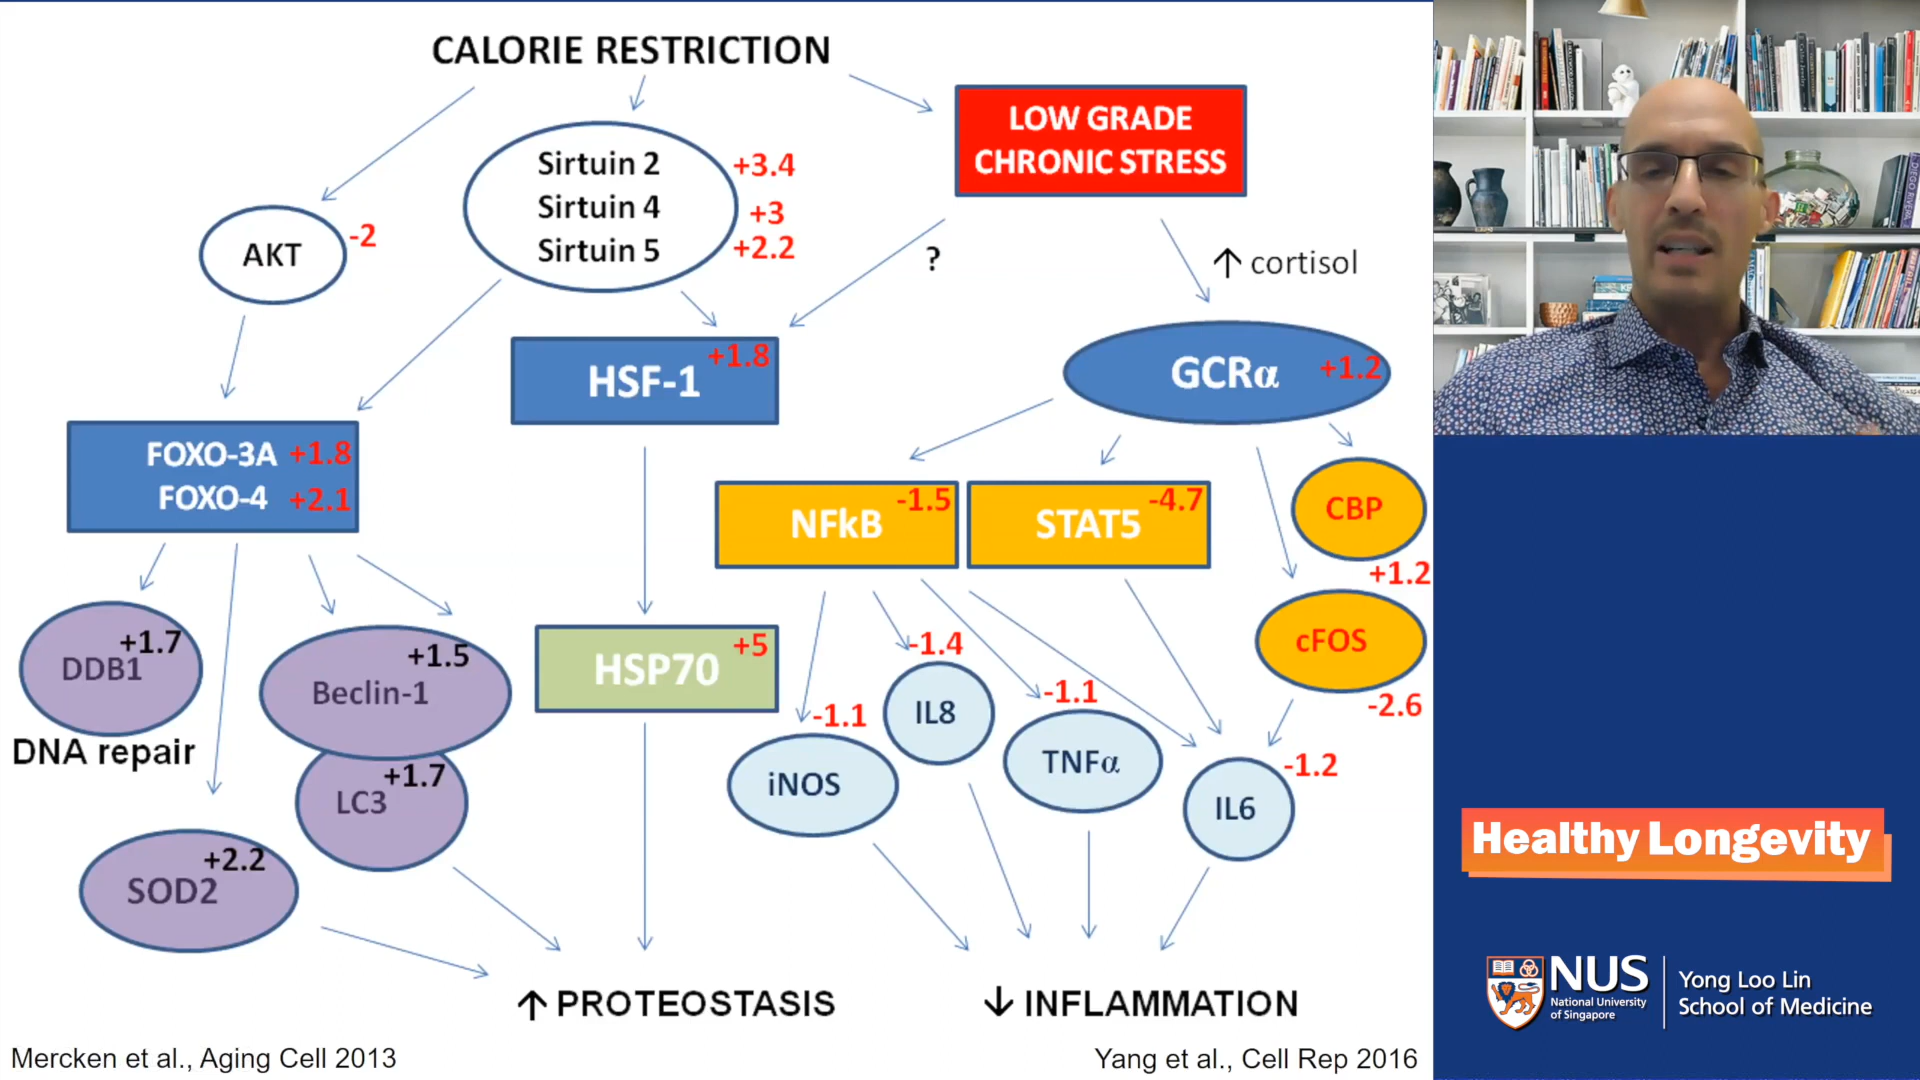 CALORIE RESTRICTION
LOW GRADE
CHRONIC STRESS
Sirtuin 2 +3.4
Sirtuin 4 +3
Sirtuin 5 +2.2
AKT -2
?
↑ cortisol
HSF-1 +1.8
GCRα +1.2
FOXO-3A +1.8
FOXO-4 +2.1
NFkB -1.5
STAT5 -4.7
CBP
+1.2
cFOS
-2.6
DDB1 +1.7
DNA repair
Beclin-1 +1.5
LC3 +1.7
SOD2 +2.2
HSP70 +5
-1.1
iNOS
-1.4
IL8
-1.1
TNFα
-1.2
IL6
↑ PROTEOSTASIS
↓ INFLAMMATION
Mercken et al., Aging Cell 2013
Yang et al., Cell Rep 2016
DIEGO RIVERA
Healthy Longevity
NUS
National University
of Singapore
Yong Loo Lin
School of Medicine